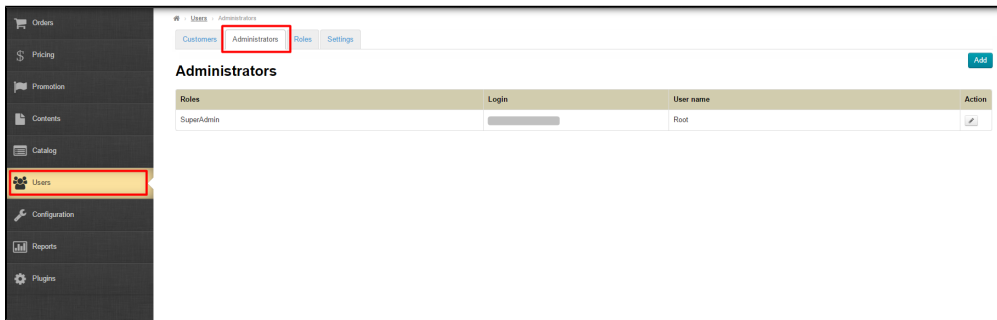 Orders
Pricing
Promotion
Contents
Catalog
Users
Configuration
Reports
Plugins
/ Users / Administrators
Customers Administrators Roles Settings
Add
Administrators
Roles Login User name Action
SuperAdmin Root